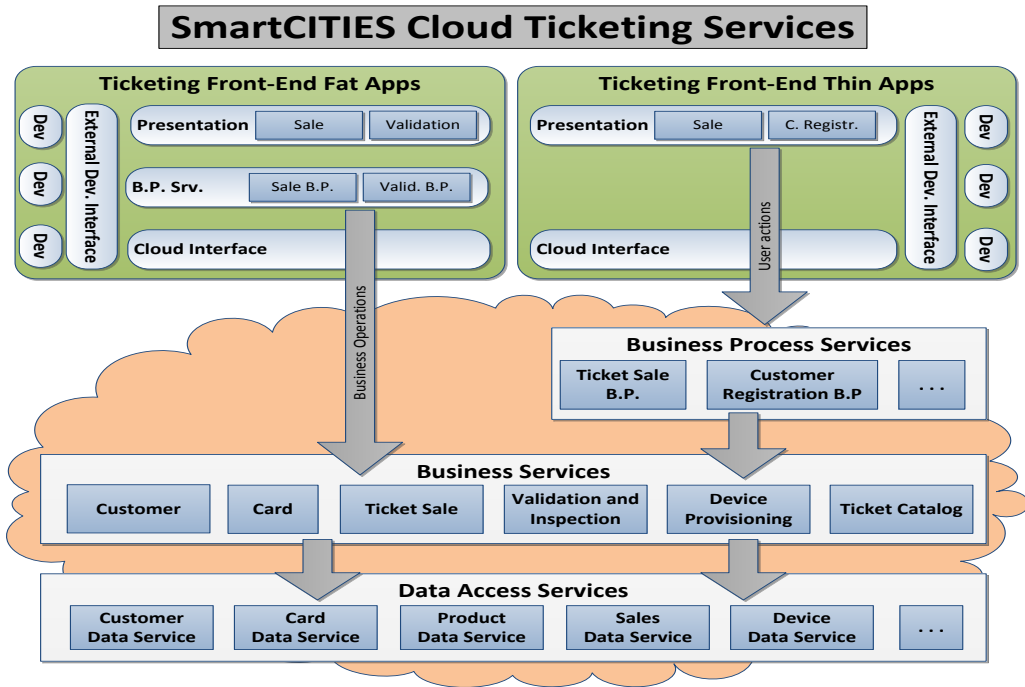 SmartCITIES Cloud Ticketing Services
Ticketing Front-End Fat Apps
Dev
Dev
Dev
External Dev. Interface
Presentation
Sale
Validation
B.P. Srv.
Sale B.P.
Valid. B.P.
Cloud Interface
Business Operations
Ticketing Front-End Thin Apps
Presentation
Sale
C. Registr.
Cloud Interface
User actions
External Dev. Interface
Dev
Dev
Dev
Business Process Services
Ticket Sale
B.P.
Customer
Registration B.P
. . .
Business Services
Customer
Card
Ticket Sale
Validation and
Inspection
Device
Provisioning
Ticket Catalog
Data Access Services
Customer
Data Service
Card
Data Service
Product
Data Service
Sales
Data Service
Device
Data Service
. . .